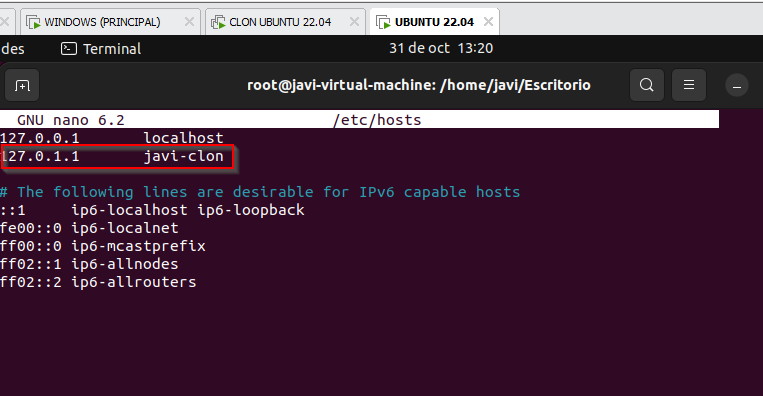 WINDOWS (PRINCIPAL) CLON UBUNTU 22.04 UBUNTU 22.04
des Terminal 31 de oct 13:20
root@javi-virtual-machine: /home/javi/Escritorio
GNU nano 6.2 /etc/hosts
127.0.0.1 localhost
127.0.1.1 javi-clon
# The following lines are desirable for IPv6 capable hosts
::1 ip6-localhost ip6-loopback
fe00::0 ip6-localnet
ff00::0 ip6-mcastprefix
ff02::1 ip6-allnodes
ff02::2 ip6-allrouters